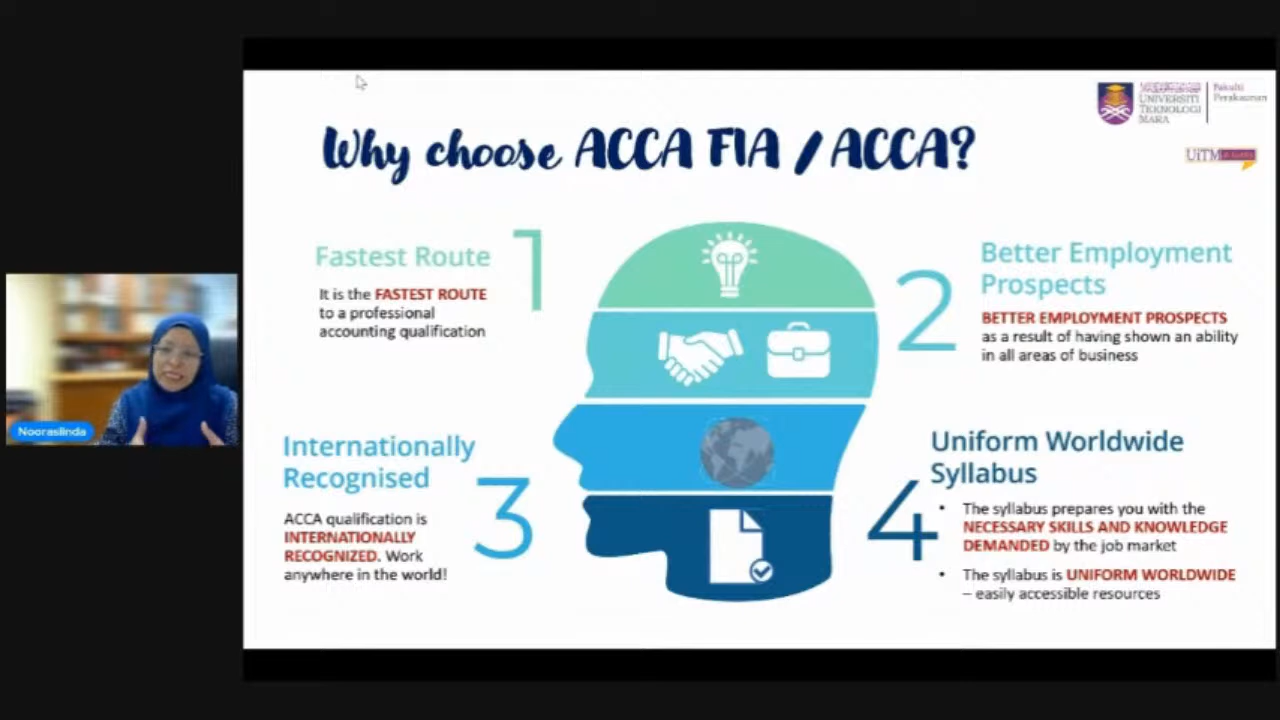 Why choose ACCA FIA / ACCA?
UNIVERSITI
TEKNOLOGI
MARA
Fakulti
Perakaunan
UiTM
Fastest Route
1
It is the FASTEST ROUTE
to a professional
accounting qualification
2
Better Employment
Prospects
BETTER EMPLOYMENT PROSPECTS
as a result of having shown an ability
in all areas of business
Nooraslinda
Internationally
Recognised
3
ACCA qualification is
INTERNATIONALLY
RECOGNIZED. Work
anywhere in the world!
4
Uniform Worldwide
Syllabus
• The syllabus prepares you with the
NECESSARY SKILLS AND KNOWLEDGE
DEMANDED by the job market
• The syllabus is UNIFORM WORLDWIDE
– easily accessible resources